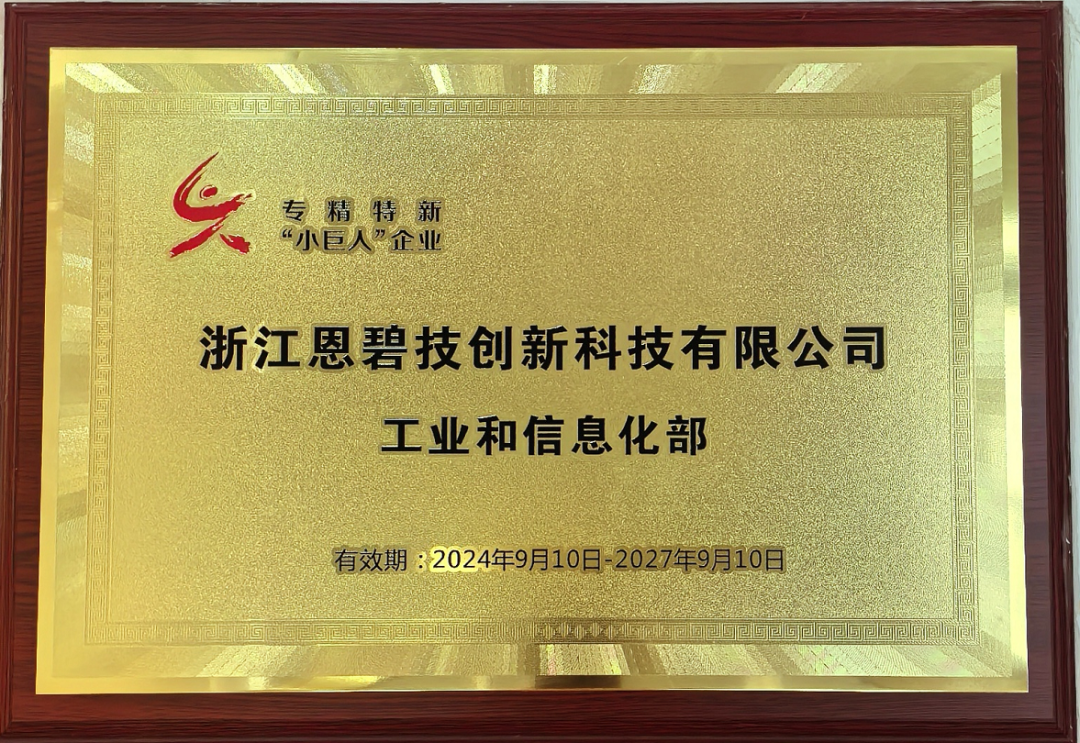 专精特新
“小巨人”企业
浙江恩碧技创新科技有限公司
工业和信息化部
有效期：2024年9月10日-2027年9月10日